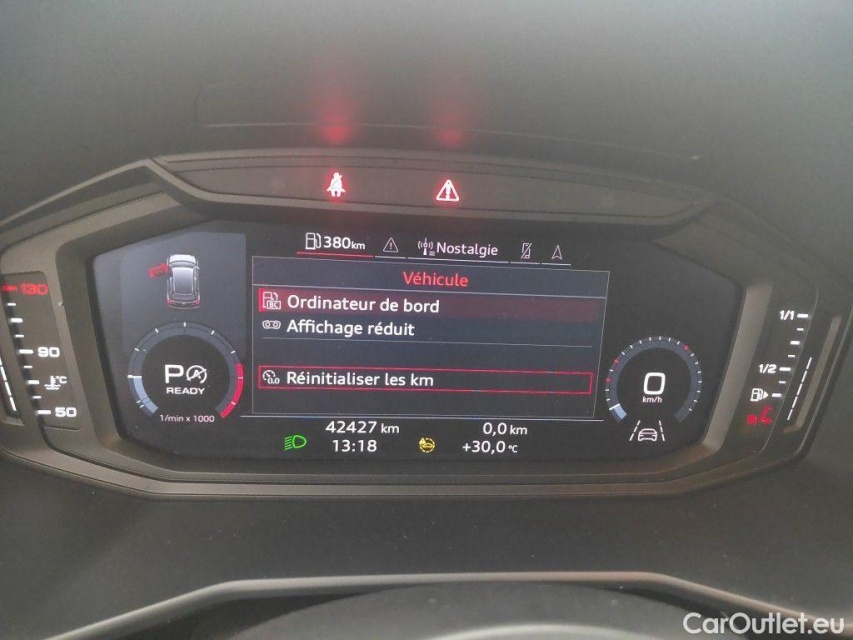 380km Nostalgie
Véhicule
Ordinateur de bord
Affichage réduit
Réinitialiser les km
130
90
°C
50
P
READY
1/min x 1000
0
km/h
1/1
1/2
42427 km 0,0 km
13:18 +30,0 °C
CarOutlet.eu